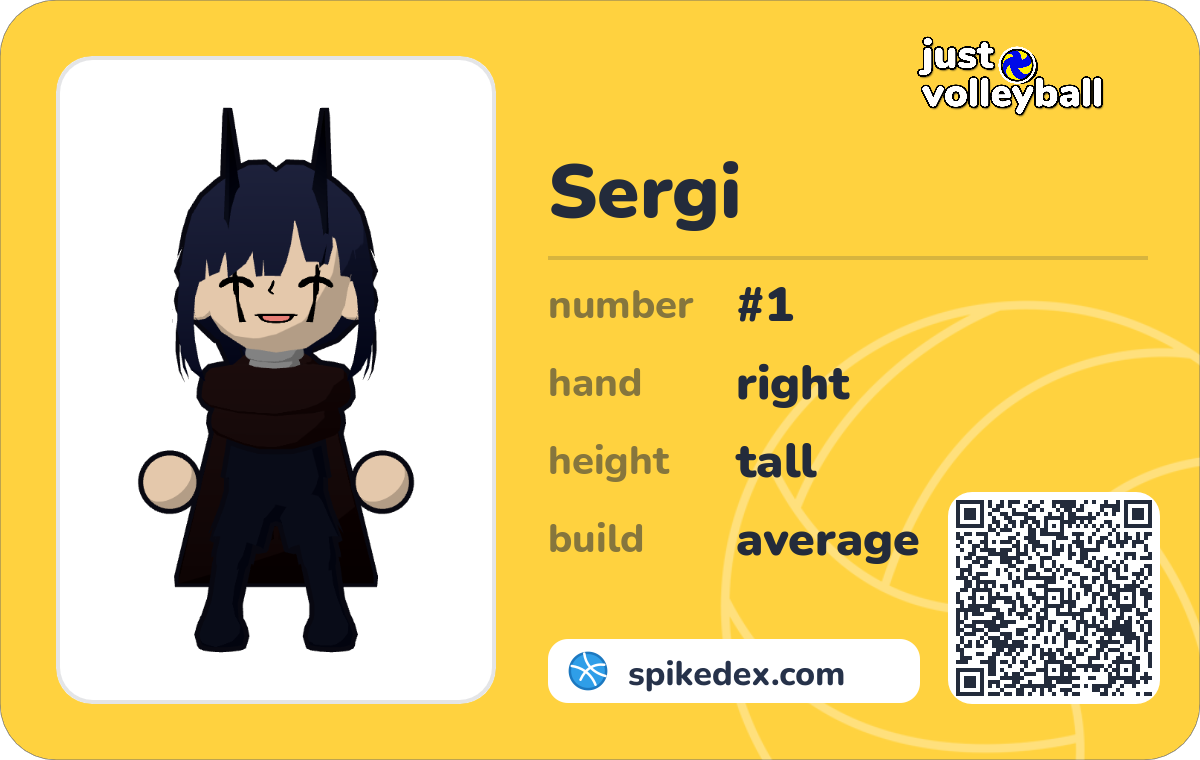 just
volleyball
Sergi
number #1
hand right
height tall
build average
spikedex.com